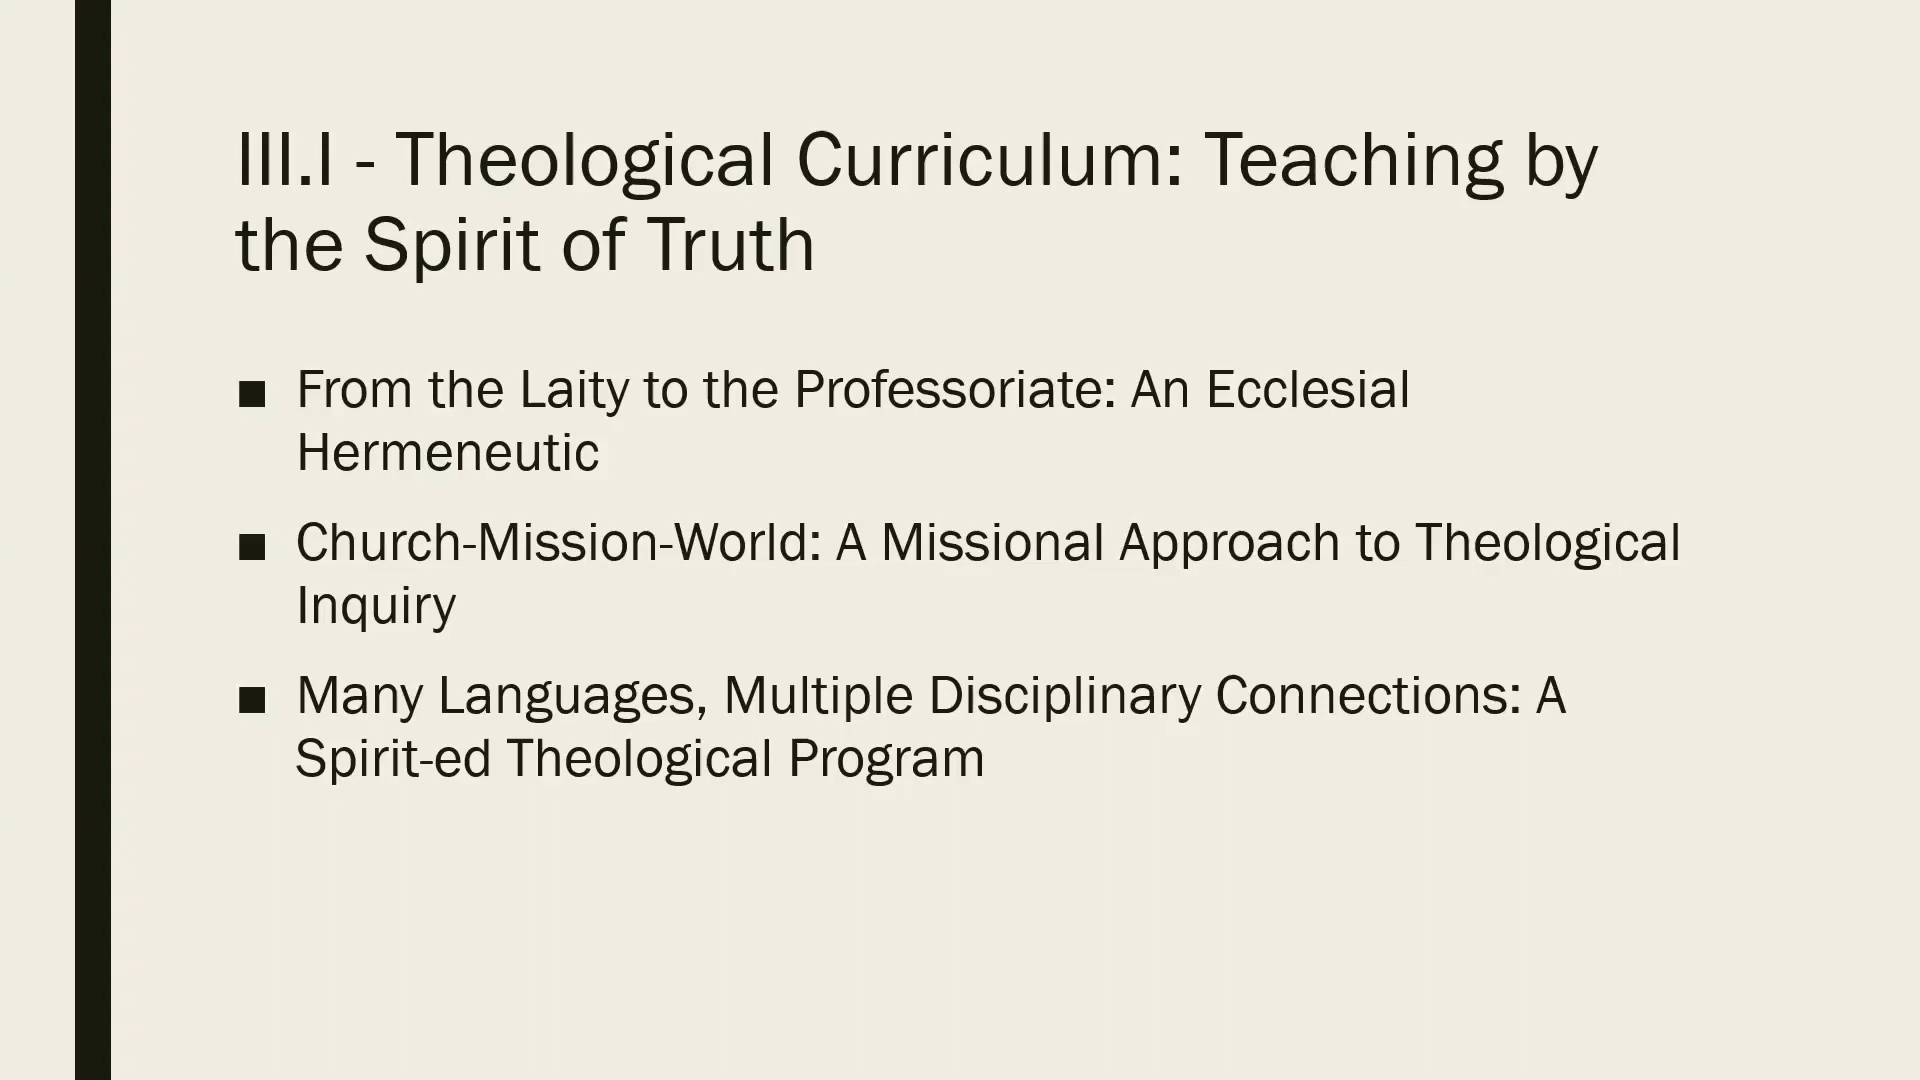 III.I - Theological Curriculum: Teaching by
the Spirit of Truth
■ From the Laity to the Professoriate: An Ecclesial
Hermeneutic
■ Church-Mission-World: A Missional Approach to Theological
Inquiry
■ Many Languages, Multiple Disciplinary Connections: A
Spirit-ed Theological Program